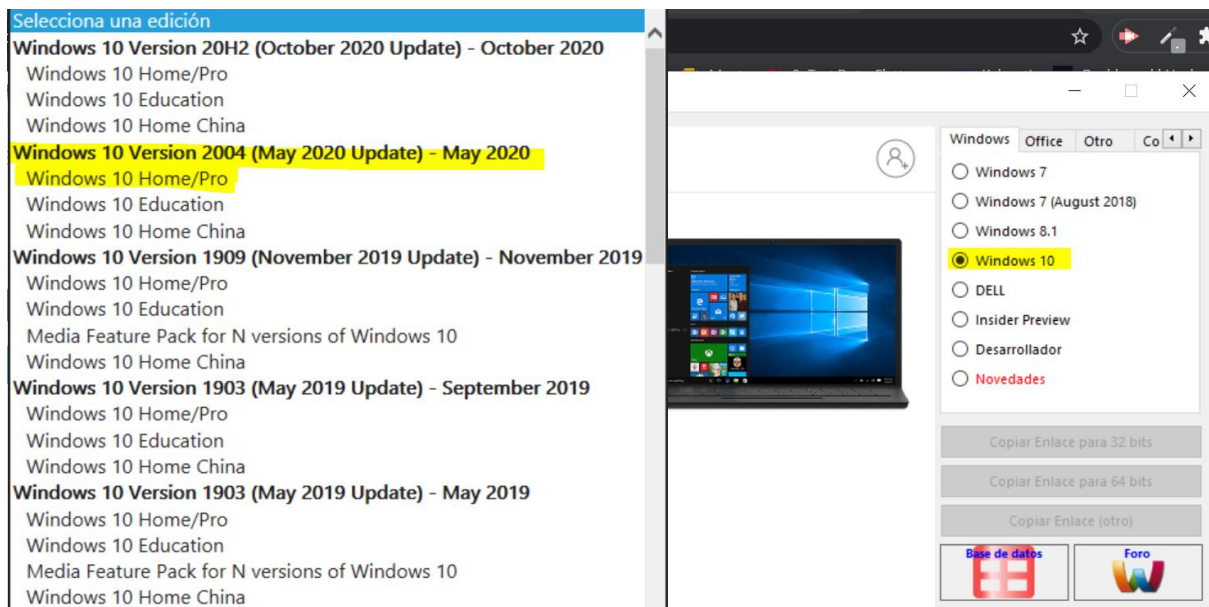 Selecciona una edición
Windows 10 Version 20H2 (October 2020 Update) - October 2020
Windows 10 Home/Pro
Windows 10 Education
Windows 10 Home China
Windows 10 Version 2004 (May 2020 Update) - May 2020
Windows 10 Home/Pro
Windows 10 Education
Windows 10 Home China
Windows 10 Version 1909 (November 2019 Update) - November 2019
Windows 10 Home/Pro
Windows 10 Education
Media Feature Pack for N versions of Windows 10
Windows 10 Home China
Windows 10 Version 1903 (May 2019 Update) - September 2019
Windows 10 Home/Pro
Windows 10 Education
Windows 10 Home China
Windows 10 Version 1903 (May 2019 Update) - May 2019
Windows 10 Home/Pro
Windows 10 Education
Media Feature Pack for N versions of Windows 10
Windows 10 Home China
Windows Office Otro Co
Windows 7
Windows 7 (August 2018)
Windows 8.1
Windows 10
DELL
Insider Preview
Desarrollador
Novedades
Copiar Enlace para 32 bits
Copiar Enlace para 64 bits
Copiar Enlace (otro)
Base de datos
Foro